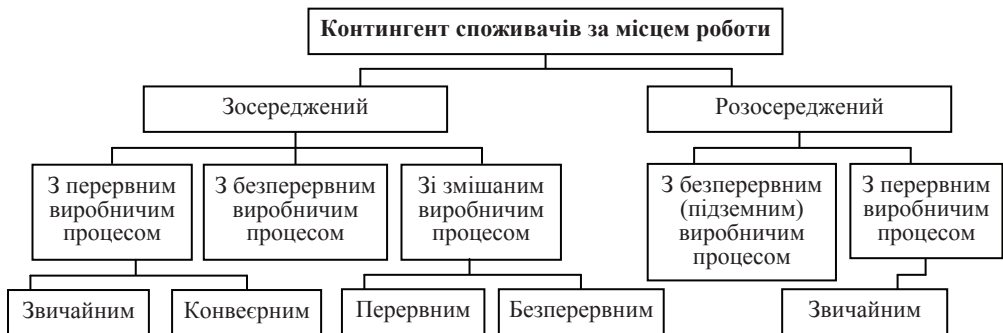 Контингент споживачів за місцем роботи
Зосереджений
Розосереджений
З перервним
виробничим
процесом
З безперервним
виробничим
процесом
Зі змішаним
виробничим
процесом
З безперервним
(підземним)
виробничим
процесом
З перервним
виробничим
процесом
Звичайним
Конвеєрним
Перервним
Безперервним
Звичайним